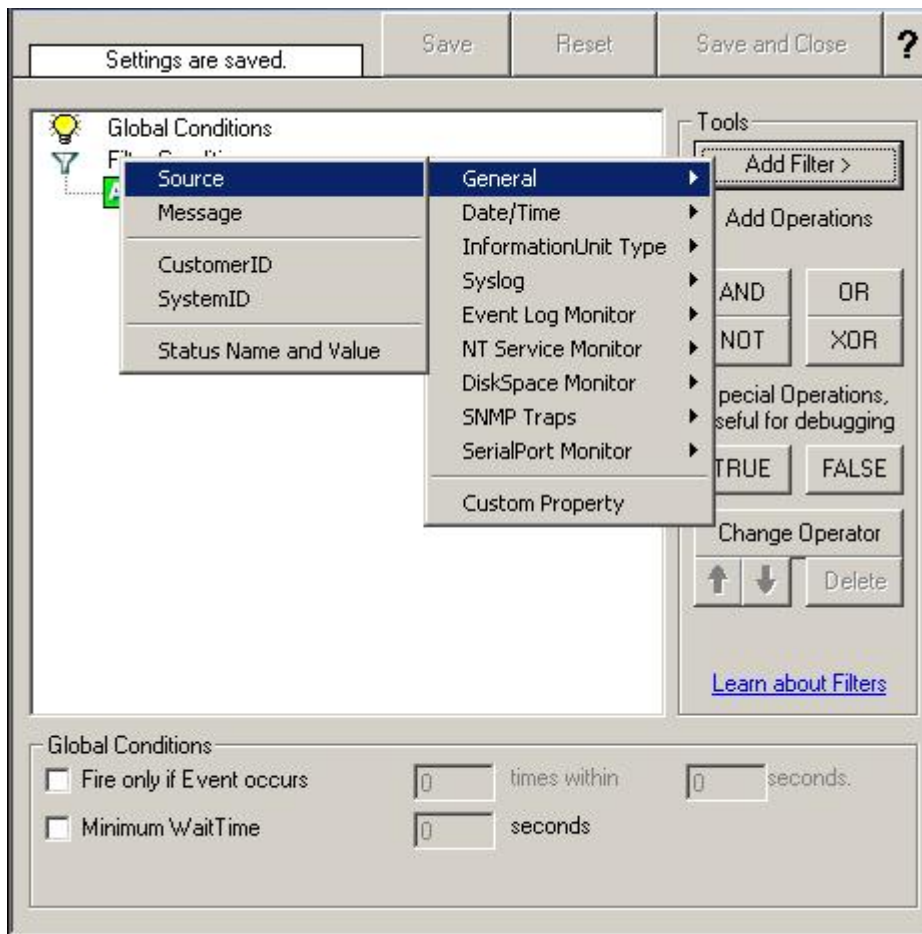 Settings are saved.
Save
Reset
Save and Close
?
Global Conditions
Source
Message
CustomerID
SystemID
Status Name and Value
General
Date/Time
InformationUnit Type
Syslog
Event Log Monitor
NT Service Monitor
DiskSpace Monitor
SNMP Traps
SerialPort Monitor
Custom Property
Tools
Add Filter >
Add Operations
AND
OR
NOT
XOR
pecial Operations,
seful for debugging
TRUE
FALSE
Change Operator
Delete
Learn about Filters
Global Conditions
Fire only if Event occurs
0
times within
0
seconds.
Minimum WaitTime
0
seconds